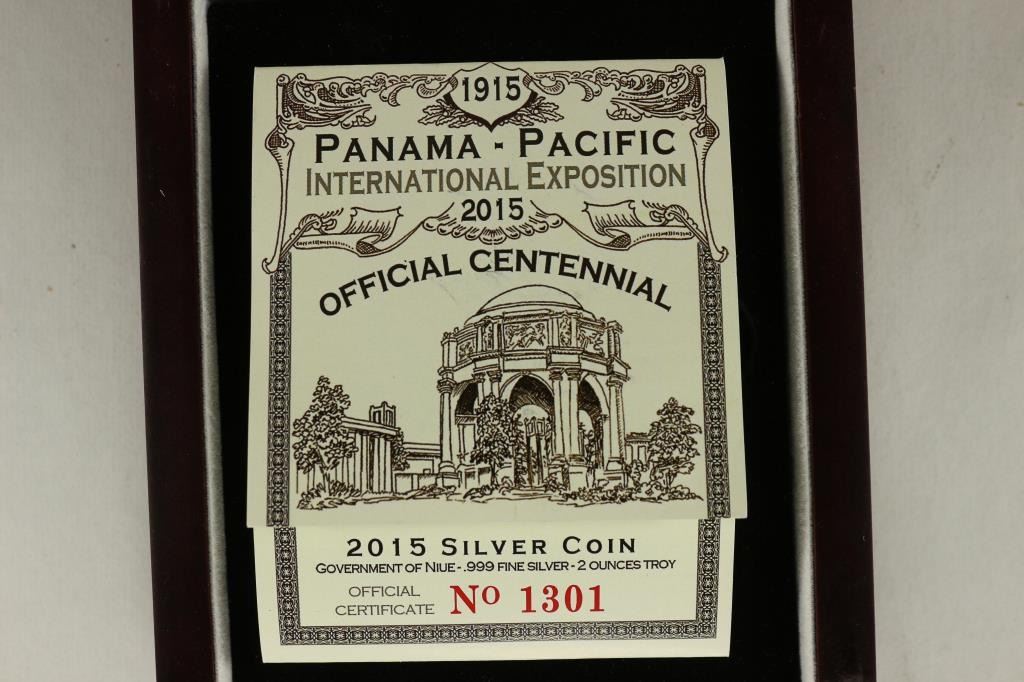 1915
PANAMA - PACIFIC
INTERNATIONAL EXPOSITION
2015
OFFICIAL CENTENNIAL
2015 SILVER COIN
GOVERNMENT OF NIUE - .999 FINE SILVER - 2 OUNCES TROY
OFFICIAL
CERTIFICATE No 1301